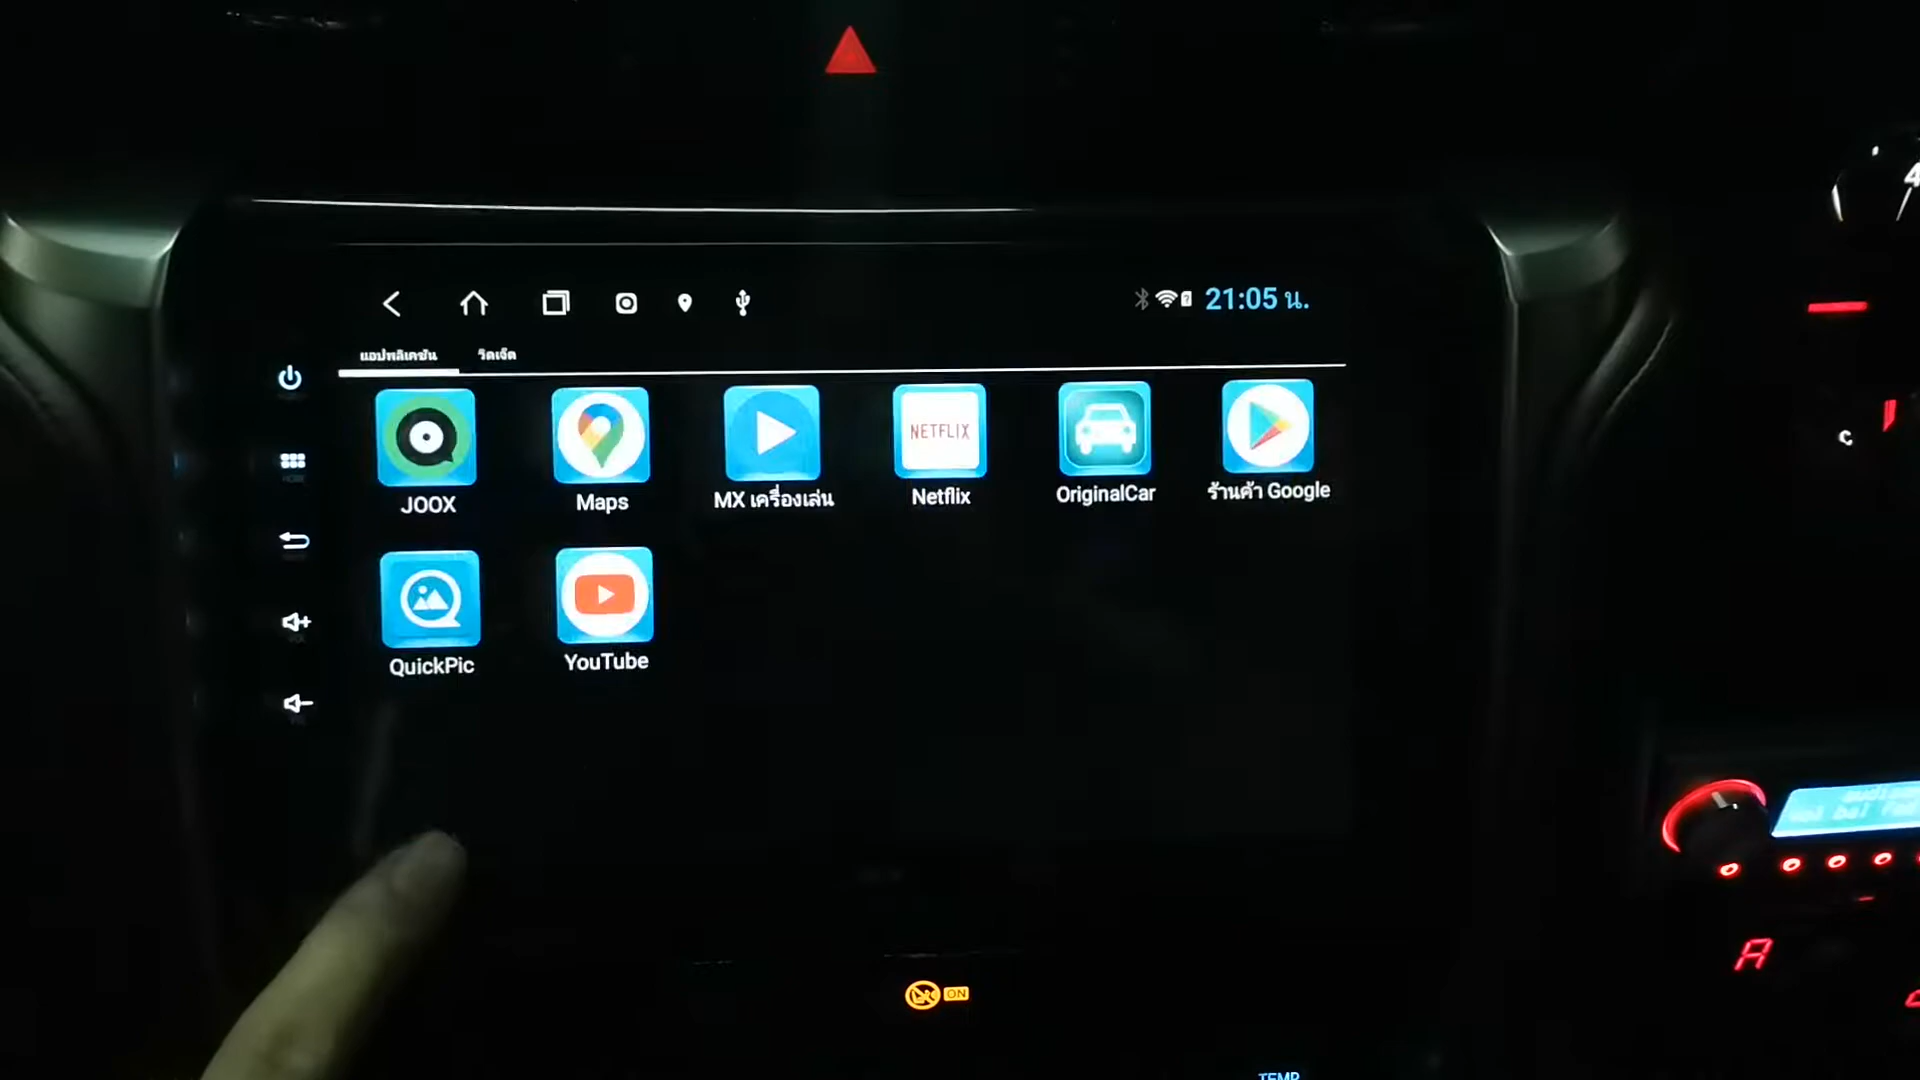 21:05 น.
แอปพลิเคชัน
วิดเจ็ต
NETFLIX
JOOX
Maps
MX เครื่องเล่น
Netflix
OriginalCar
ร้านค้า Google
QuickPic
YouTube
4
C
A
ON
TEMP